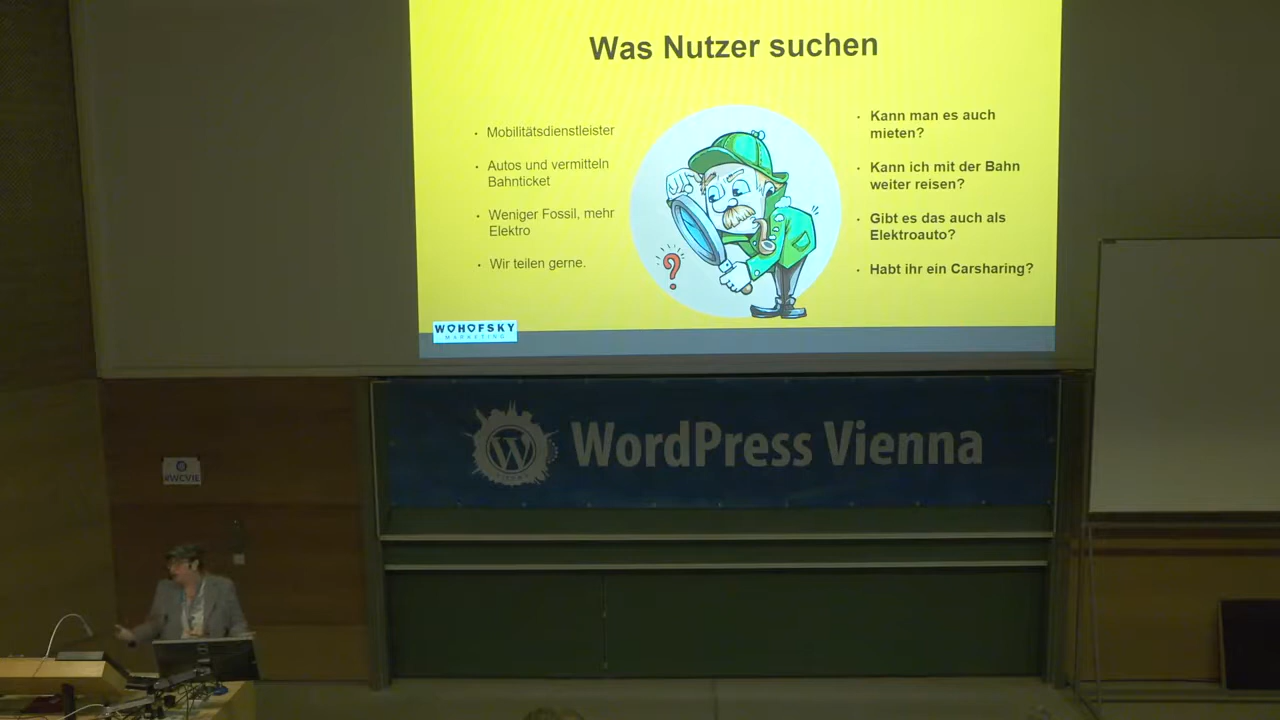 Was Nutzer suchen
• Mobilitätsdienstleister
• Autos und vermitteln
Bahnticket
• Weniger Fossil, mehr
Elektro
• Wir teilen gerne.
?
• Kann man es auch
mieten?
• Kann ich mit der Bahn
weiter reisen?
• Gibt es das auch als
Elektroauto?
• Habt ihr ein Carsharing?
WOHOFSKY
MARKETING
W
WordPress Vienna
#WCVIE